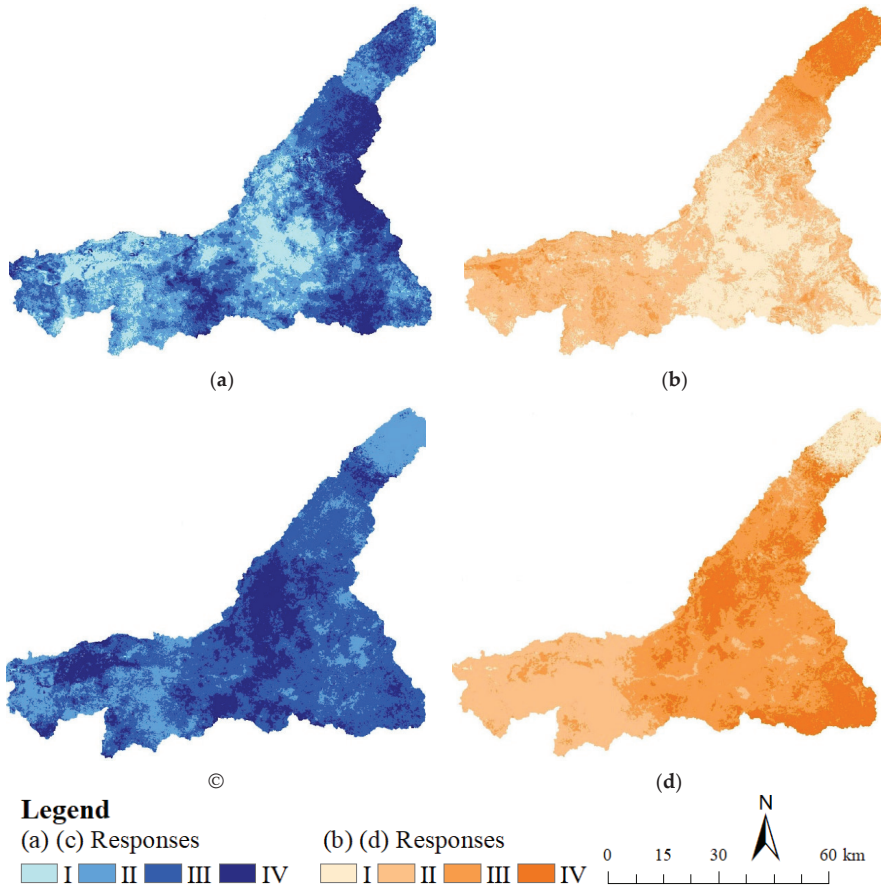 (a)
(b)
©
(d)
Legend
(a) (c) Responses
I II III IV
(b) (d) Responses
I II III IV
N
0 15 30 60 km